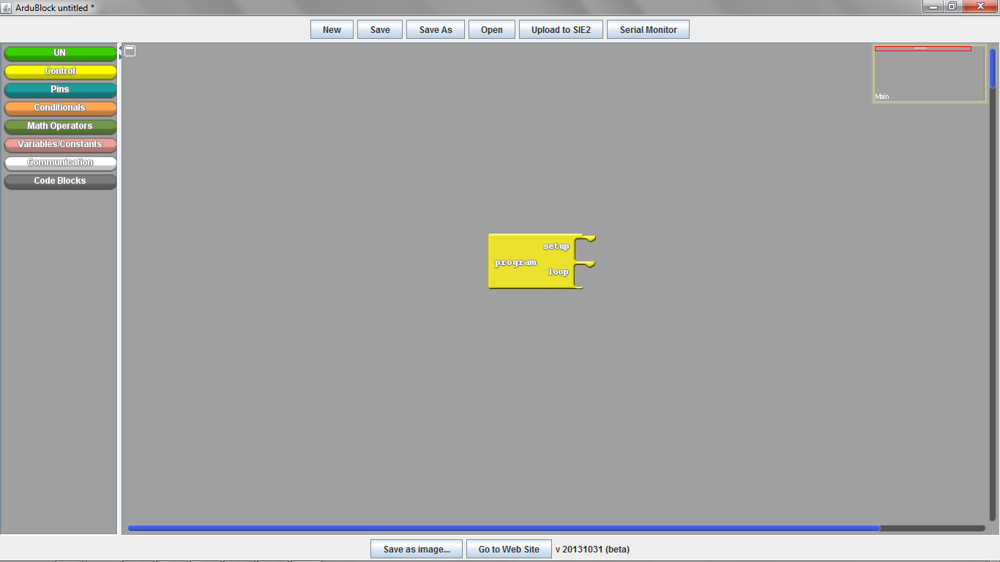 ArduBlock untitled *
New Save Save As Open Upload to SIE2 Serial Monitor
UN
Control
Pins
Conditionals
Math Operators
Variables/Constants
Communication
Code Blocks
Main
setup
program
loop
Save as image... Go to Web Site v 20131031 (beta)